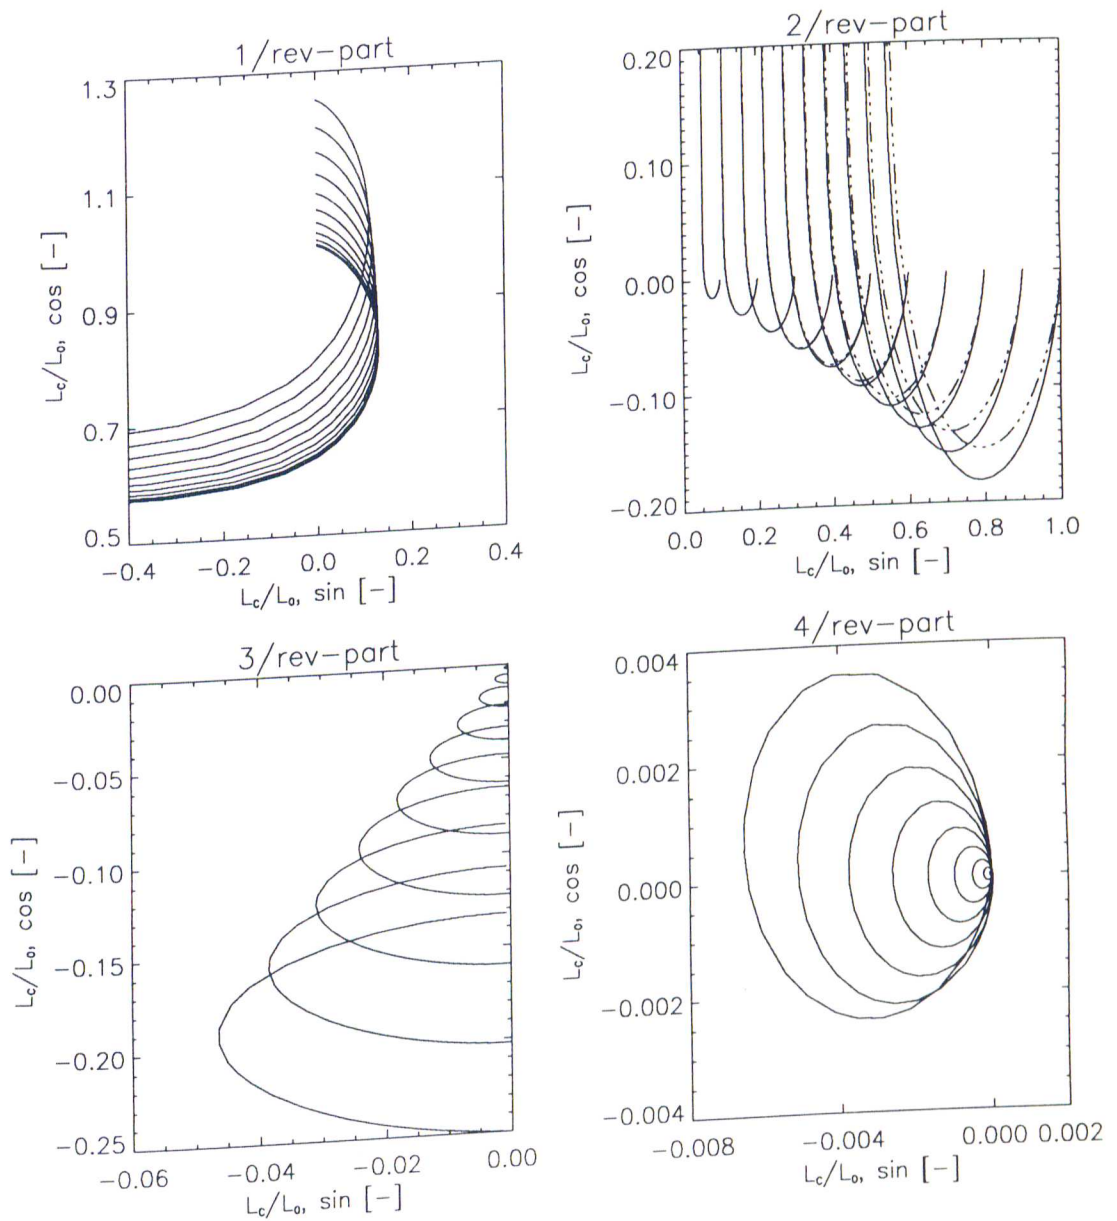 1/rev-part
1.3
1.1
0.9
0.7
0.5
-0.4 -0.2 0.0 0.2 0.4
Lc/Lo, cos [-]
Lc/Lo, sin [-]
2/rev-part
0.20
0.10
0.00
-0.10
-0.20
0.0 0.2 0.4 0.6 0.8 1.0
Lc/Lo, cos [-]
Lc/Lo, sin [-]
3/rev-part
0.00
-0.05
-0.10
-0.15
-0.20
-0.25
-0.06 -0.04 -0.02 0.00
Lc/Lo, cos [-]
Lc/Lo, sin [-]
4/rev-part
0.004
0.002
0.000
-0.002
-0.004
-0.008 -0.004 0.000 0.002
Lc/Lo, cos [-]
Lc/Lo, sin [-]